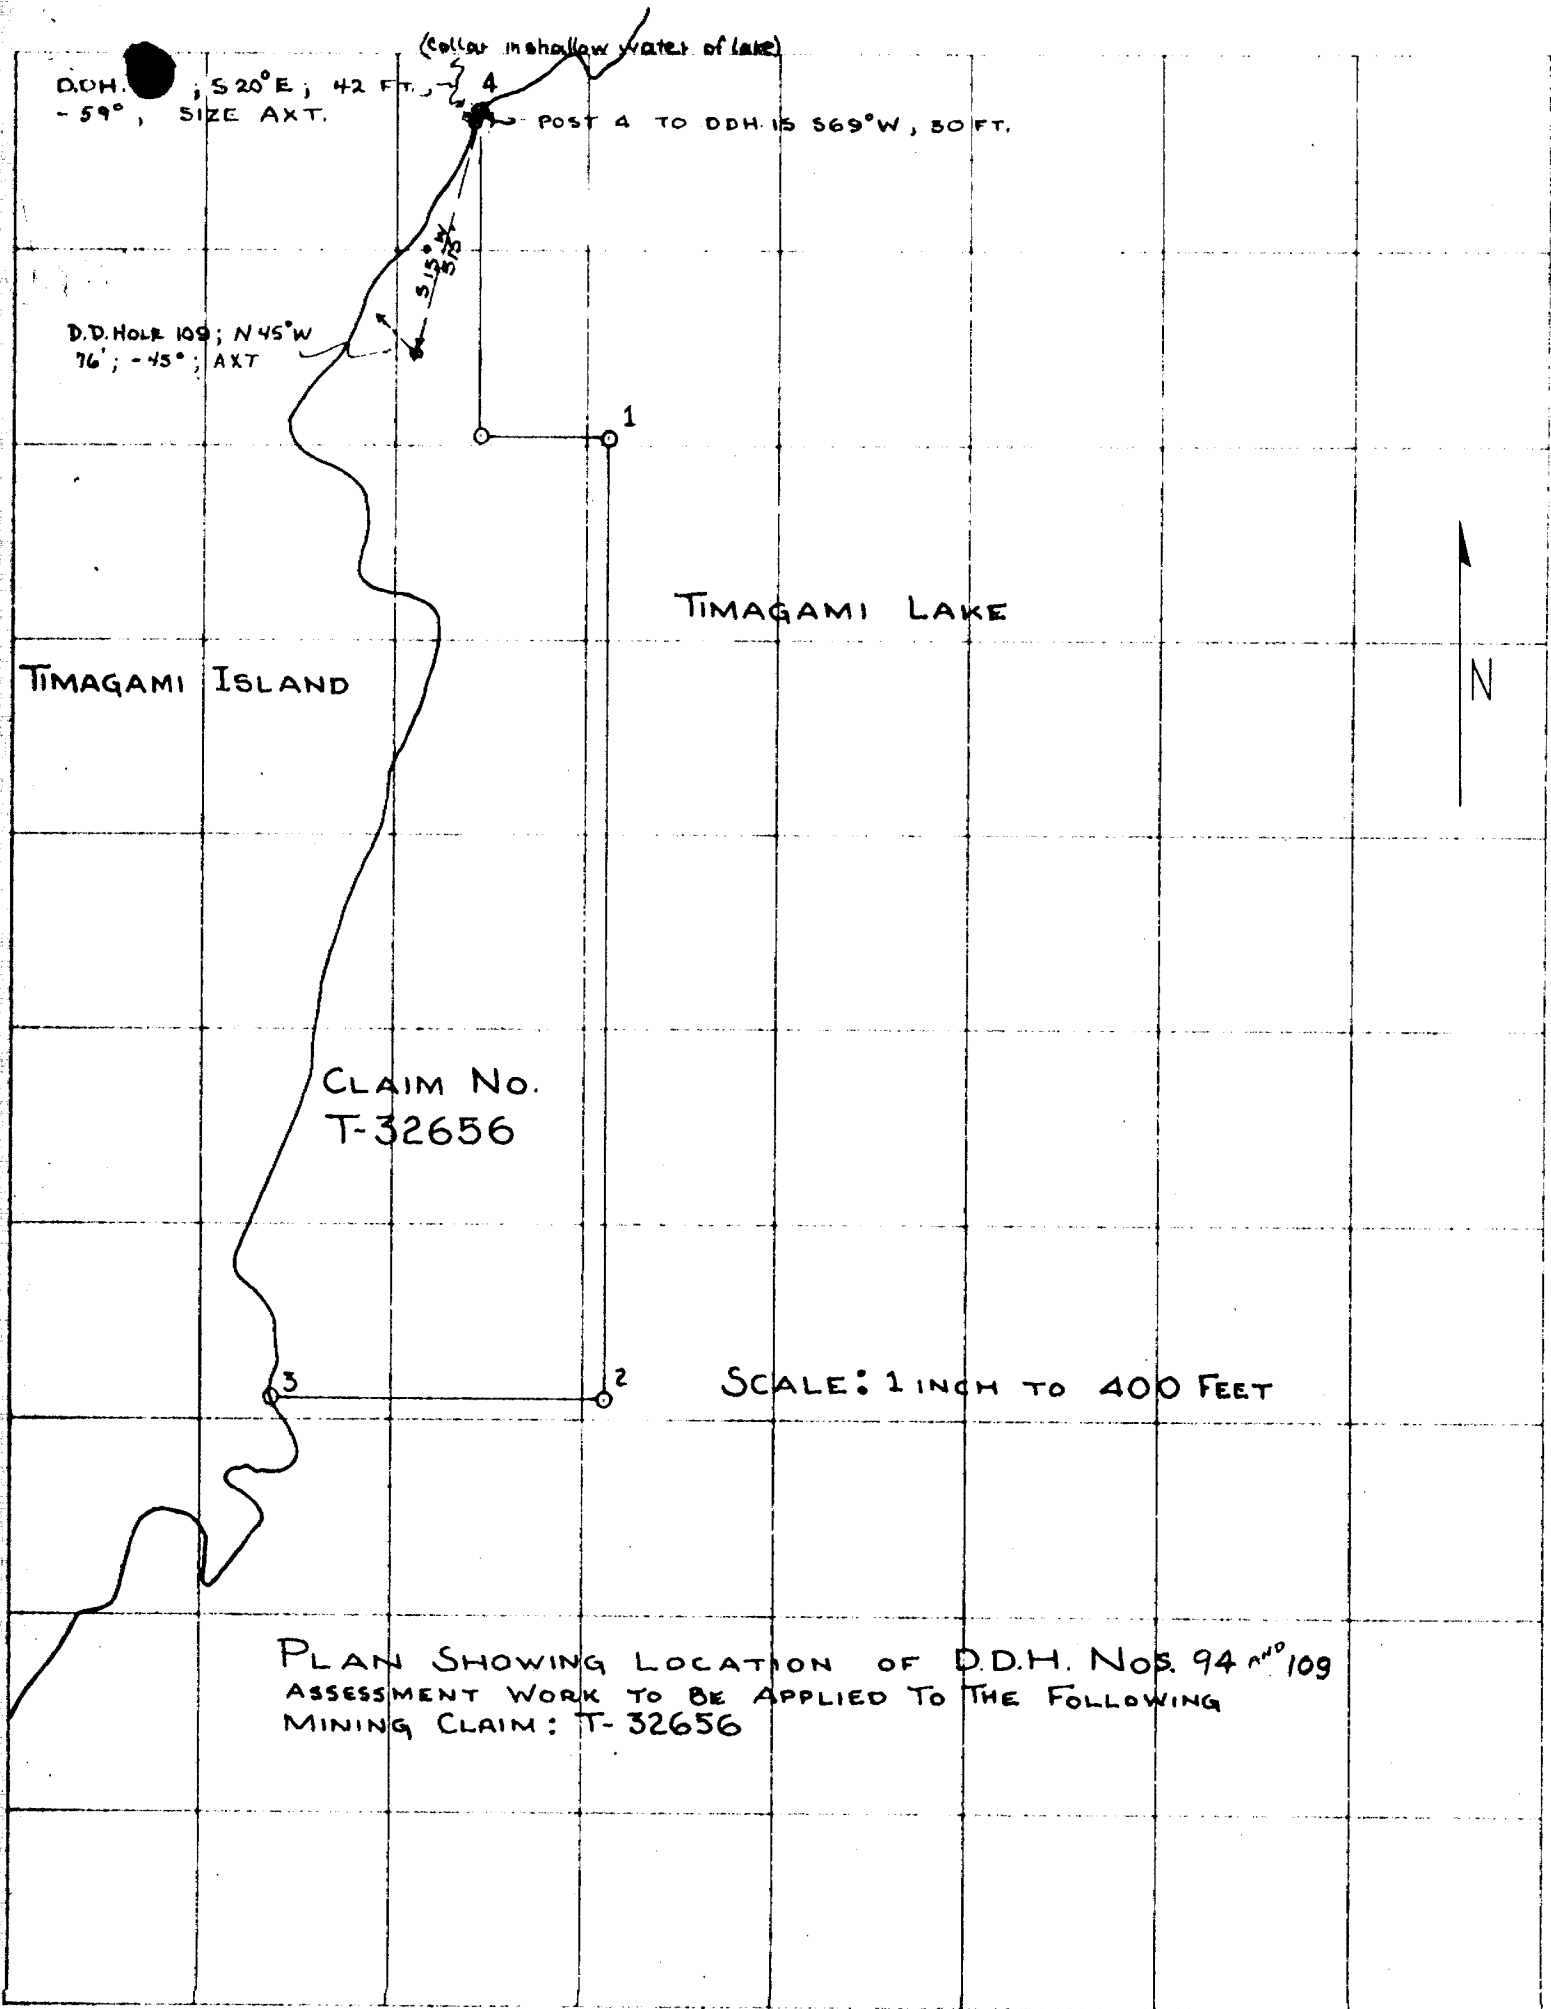 (Collar in shallow water of lake)
D.D.H. ; S 20° E ; 42 FT.,
- 59° , SIZE AXT.
4
POST 4 TO DDH. IS S69°W , 30 FT.
S 15° W
515'
D.D. HOLE 109 ; N 45° W
76' ; - 45° ; AXT
1
TIMAGAMI LAKE
TIMAGAMI ISLAND
N
CLAIM NO.
T-32656
3
2
SCALE: 1 INCH TO 400 FEET
PLAN SHOWING LOCATION OF D.D.H. NOS. 94 AND 109
ASSESSMENT WORK TO BE APPLIED TO THE FOLLOWING
MINING CLAIM: T-32656